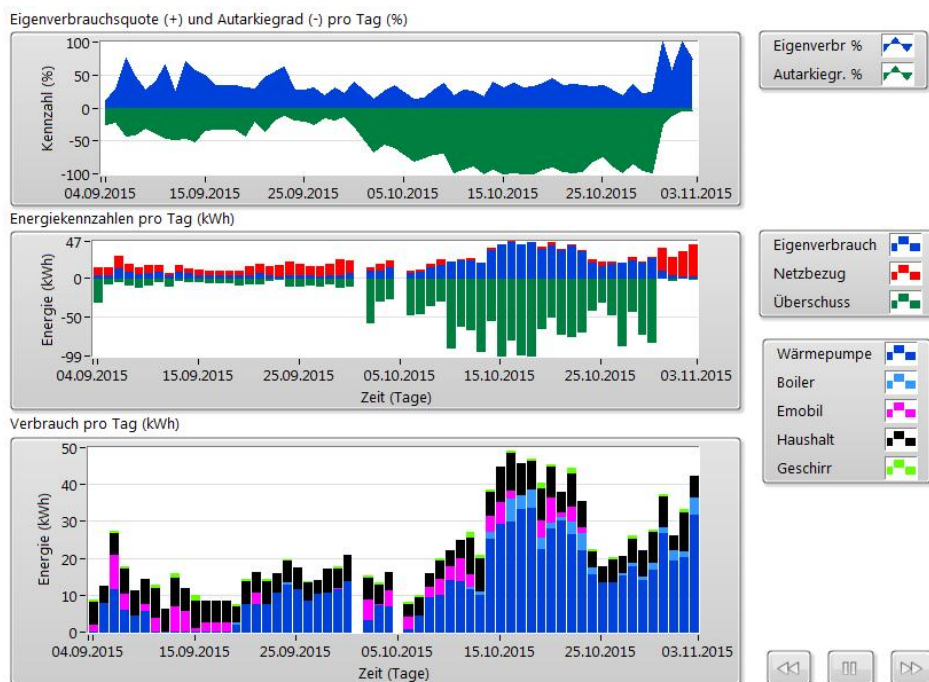 Eigenverbrauchsquote (+) und Autarkiegrad (-) pro Tag (%)
Kennzahl (%)
100
50
0
-50
-100
04.09.2015 15.09.2015 25.09.2015 05.10.2015 15.10.2015 25.10.2015 03.11.2015
Eigenverbr %
Autarkiegr. %
Energiekennzahlen pro Tag (kWh)
Energie (kWh)
47
0
-50
-99
04.09.2015 15.09.2015 25.09.2015 05.10.2015 15.10.2015 25.10.2015 03.11.2015
Zeit (Tage)
Eigenverbrauch
Netzbezug
Überschuss
Verbrauch pro Tag (kWh)
Energie (kWh)
50
40
30
20
10
0
04.09.2015 15.09.2015 25.09.2015 05.10.2015 15.10.2015 25.10.2015 03.11.2015
Zeit (Tage)
Wärmepumpe
Boiler
Emobil
Haushalt
Geschirr